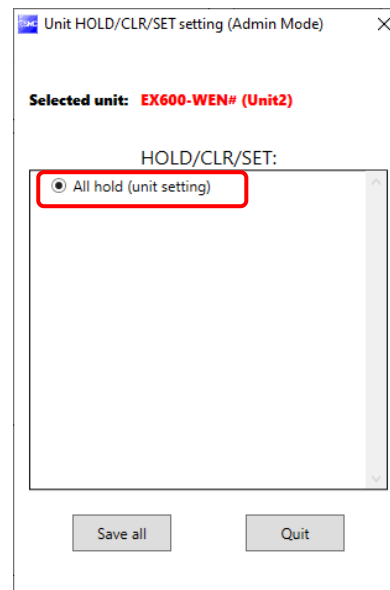 SMC Unit HOLD/CLR/SET setting (Admin Mode)
Selected unit: EX600-WEN# (Unit2)
HOLD/CLR/SET:
All hold (unit setting)
Save all Quit